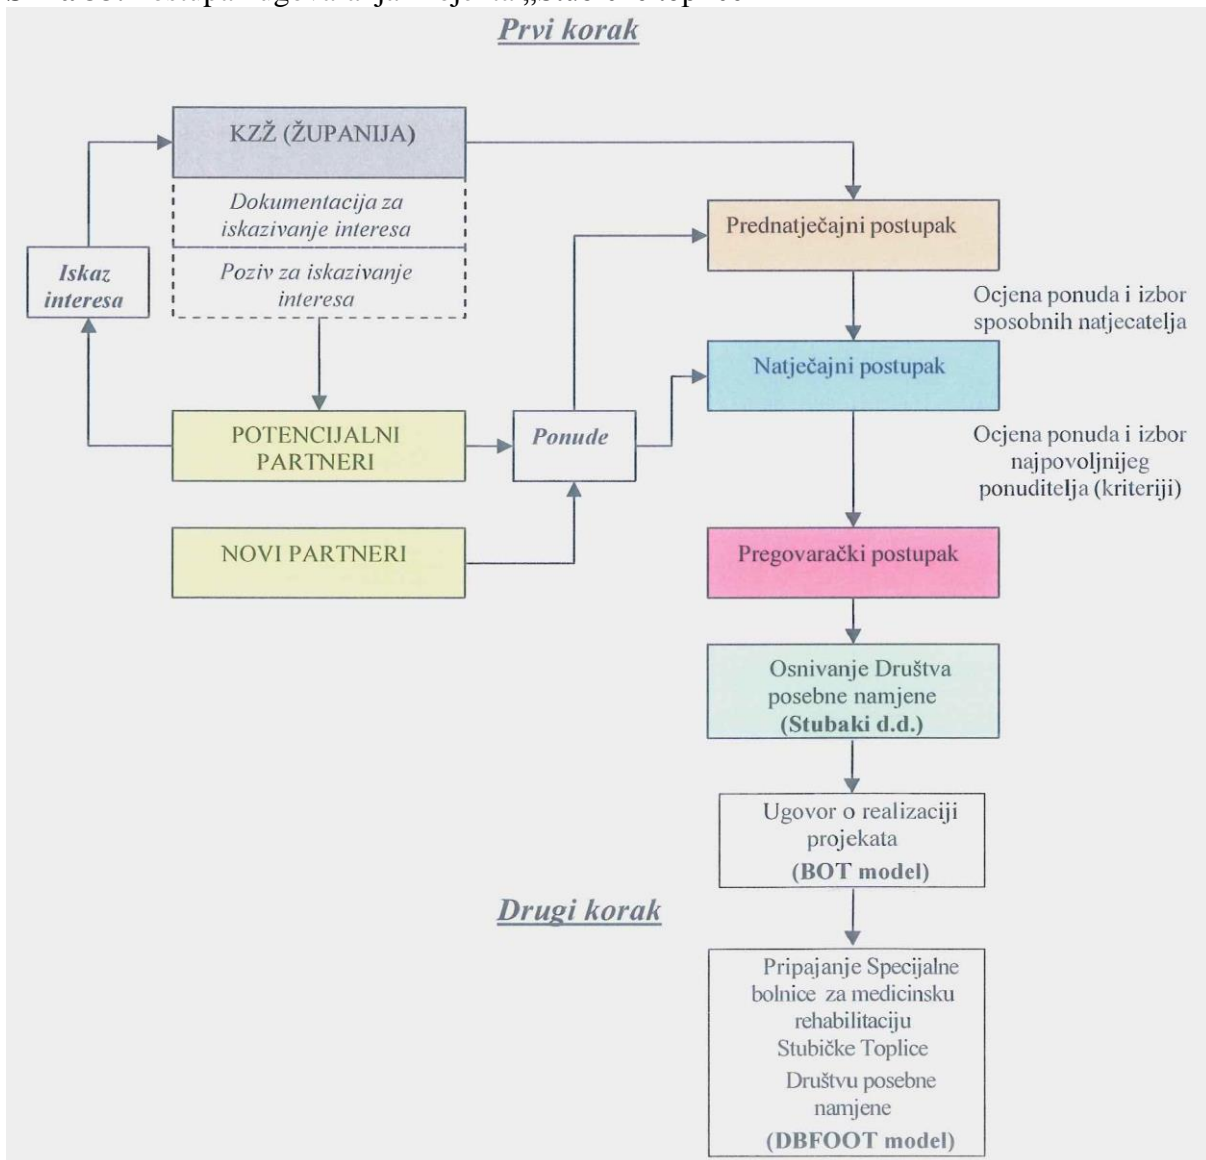 Prvi korak
KZŽ (ŽUPANIJA)
Dokumentacija za
iskazivanje interesa
Poziv za iskazivanje
interesa
Iskaz
interesa
POTENCIJALNI
PARTNERI
NOVI PARTNERI
Ponude
Prednatječajni postupak
Ocjena ponuda i izbor
sposobnih natjecatelja
Natječajni postupak
Ocjena ponuda i izbor
najpovoljnijeg
ponuditelja (kriteriji)
Pregovarački postupak
Osnivanje Društva
posebne namjene
(Stubaki d.d.)
Ugovor o realizaciji
projekata
(BOT model)
Drugi korak
Pripajanje Specijalne
bolnice za medicinsku
rehabilitaciju
Stubičke Toplice
Društvu posebne
namjene
(DBFOOT model)